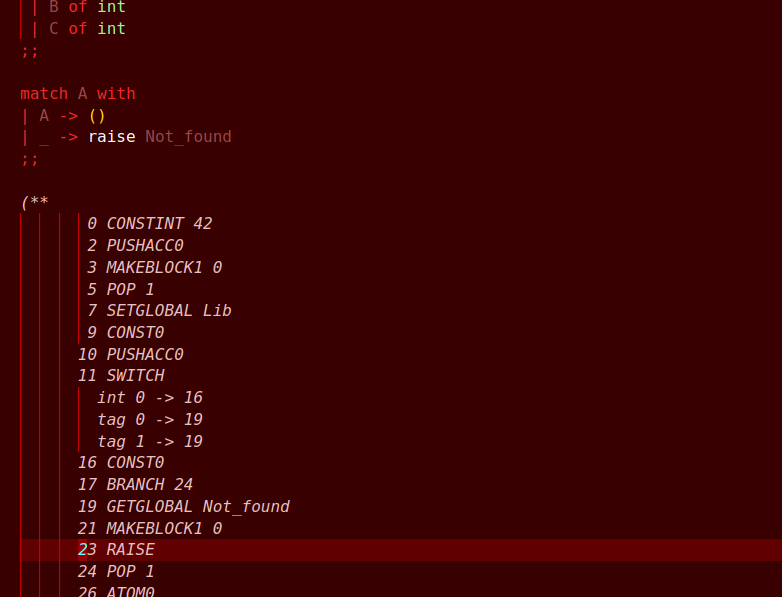 | B of int
| C of int
;;
match A with
| A -> ()
| _ -> raise Not_found
;;
(**
0 CONSTINT 42
2 PUSHACC0
3 MAKEBLOCK1 0
5 POP 1
7 SETGLOBAL Lib
9 CONST0
10 PUSHACC0
11 SWITCH
int 0 -> 16
tag 0 -> 19
tag 1 -> 19
16 CONST0
17 BRANCH 24
19 GETGLOBAL Not_found
21 MAKEBLOCK1 0
23 RAISE
24 POP 1
26 ATOM0